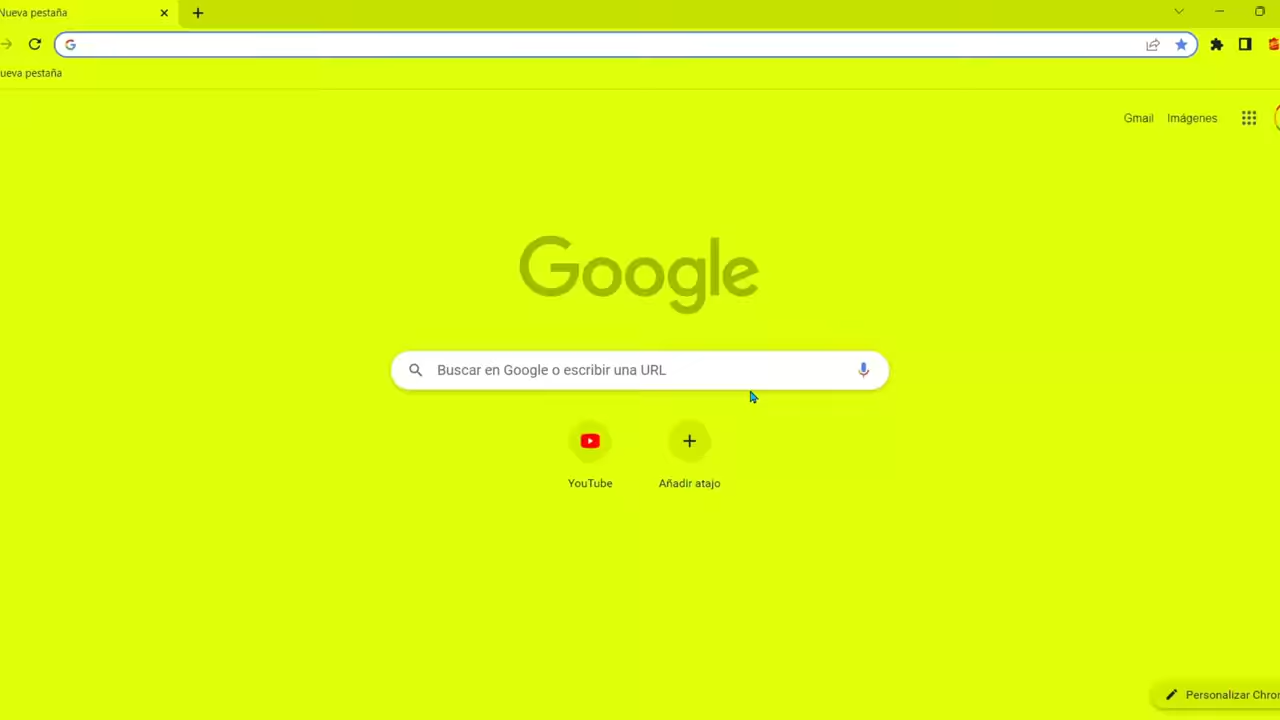 Nueva pestaña
ueva pestaña
Gmail Imágenes
Google
Buscar en Google o escribir una URL
YouTube Añadir atajo
Personalizar Chro